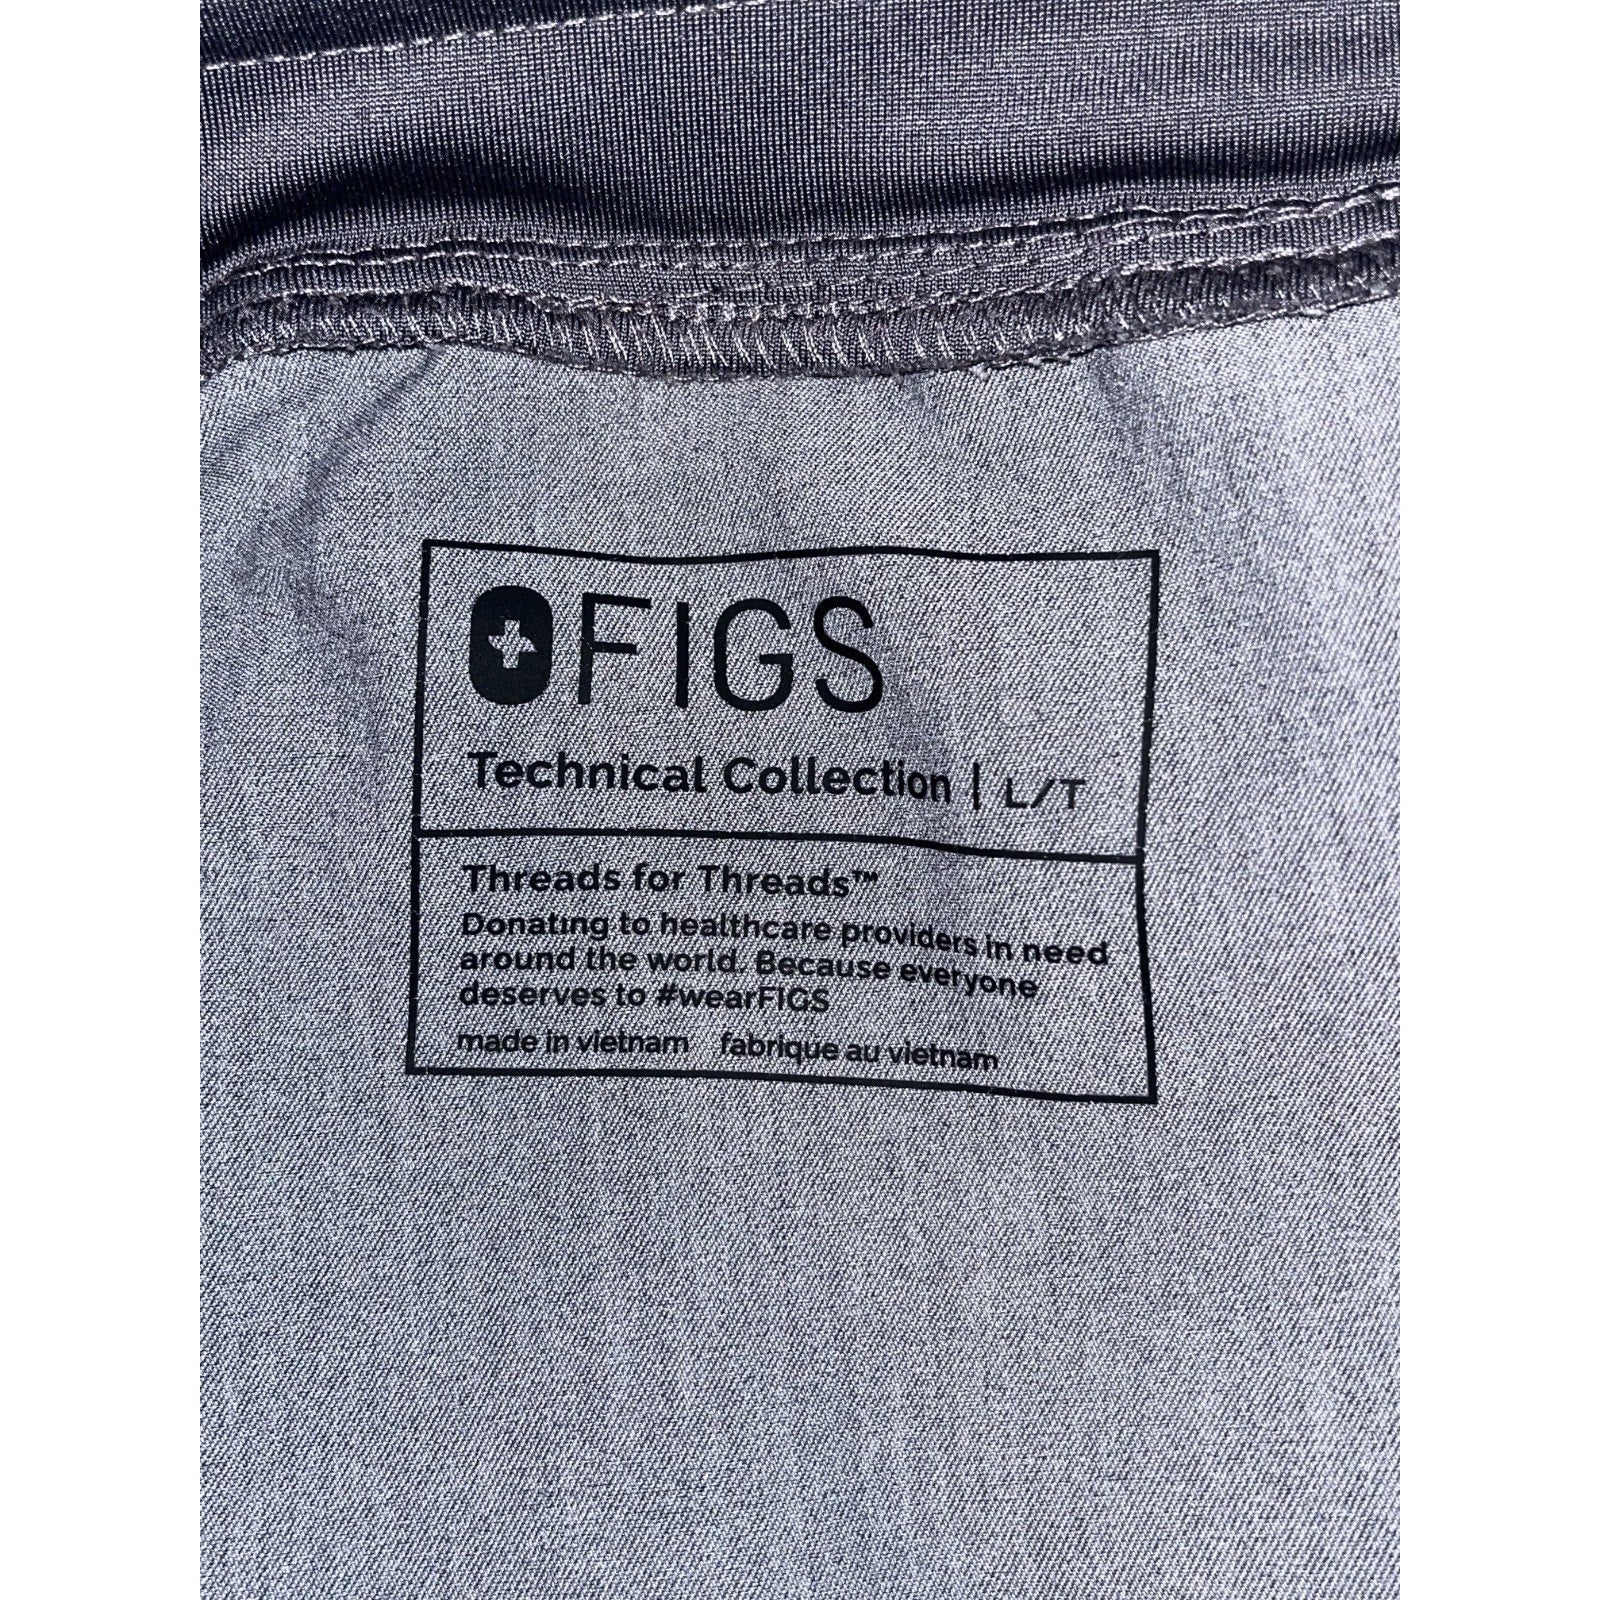 FIGS
Technical Collection | L/T
Threads for Threads™
Donating to healthcare providers in need
around the world. Because everyone
deserves to #wearFIGS
made in vietnam fabrique au vietnam